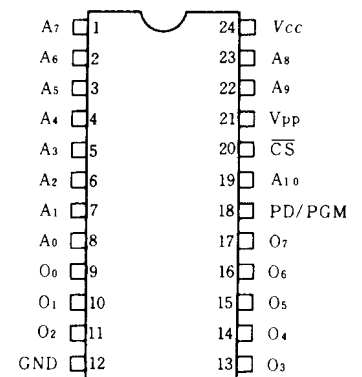 A7 1 24 Vcc
A6 2 23 A8
A5 3 22 A9
A4 4 21 Vpp
A3 5 20 C̅S̅
A2 6 19 A10
A1 7 18 PD/PGM
A0 8 17 O7
O0 9 16 O6
O1 10 15 O5
O2 11 14 O4
GND 12 13 O3